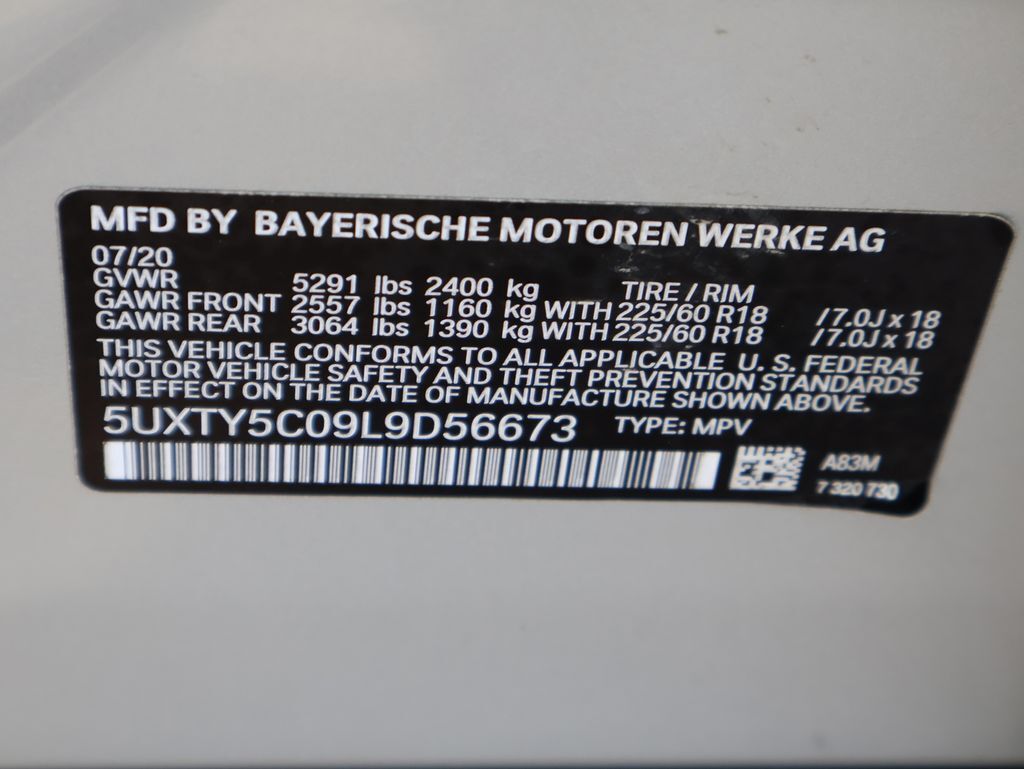 MFD BY BAYERISCHE MOTOREN WERKE AG
07/20
GVWR 5291 lbs 2400 kg TIRE / RIM
GAWR FRONT 2557 lbs 1160 kg WITH 225/60 R18 / 7.0J x 18
GAWR REAR 3064 lbs 1390 kg WITH 225/60 R18 / 7.0J x 18
THIS VEHICLE CONFORMS TO ALL APPLICABLE U. S. FEDERAL
MOTOR VEHICLE SAFETY AND THEFT PREVENTION STANDARDS
IN EFFECT ON THE DATE OF MANUFACTURE SHOWN ABOVE.
5UXTY5C09L9D56673 TYPE: MPV
A83M
7 320 730